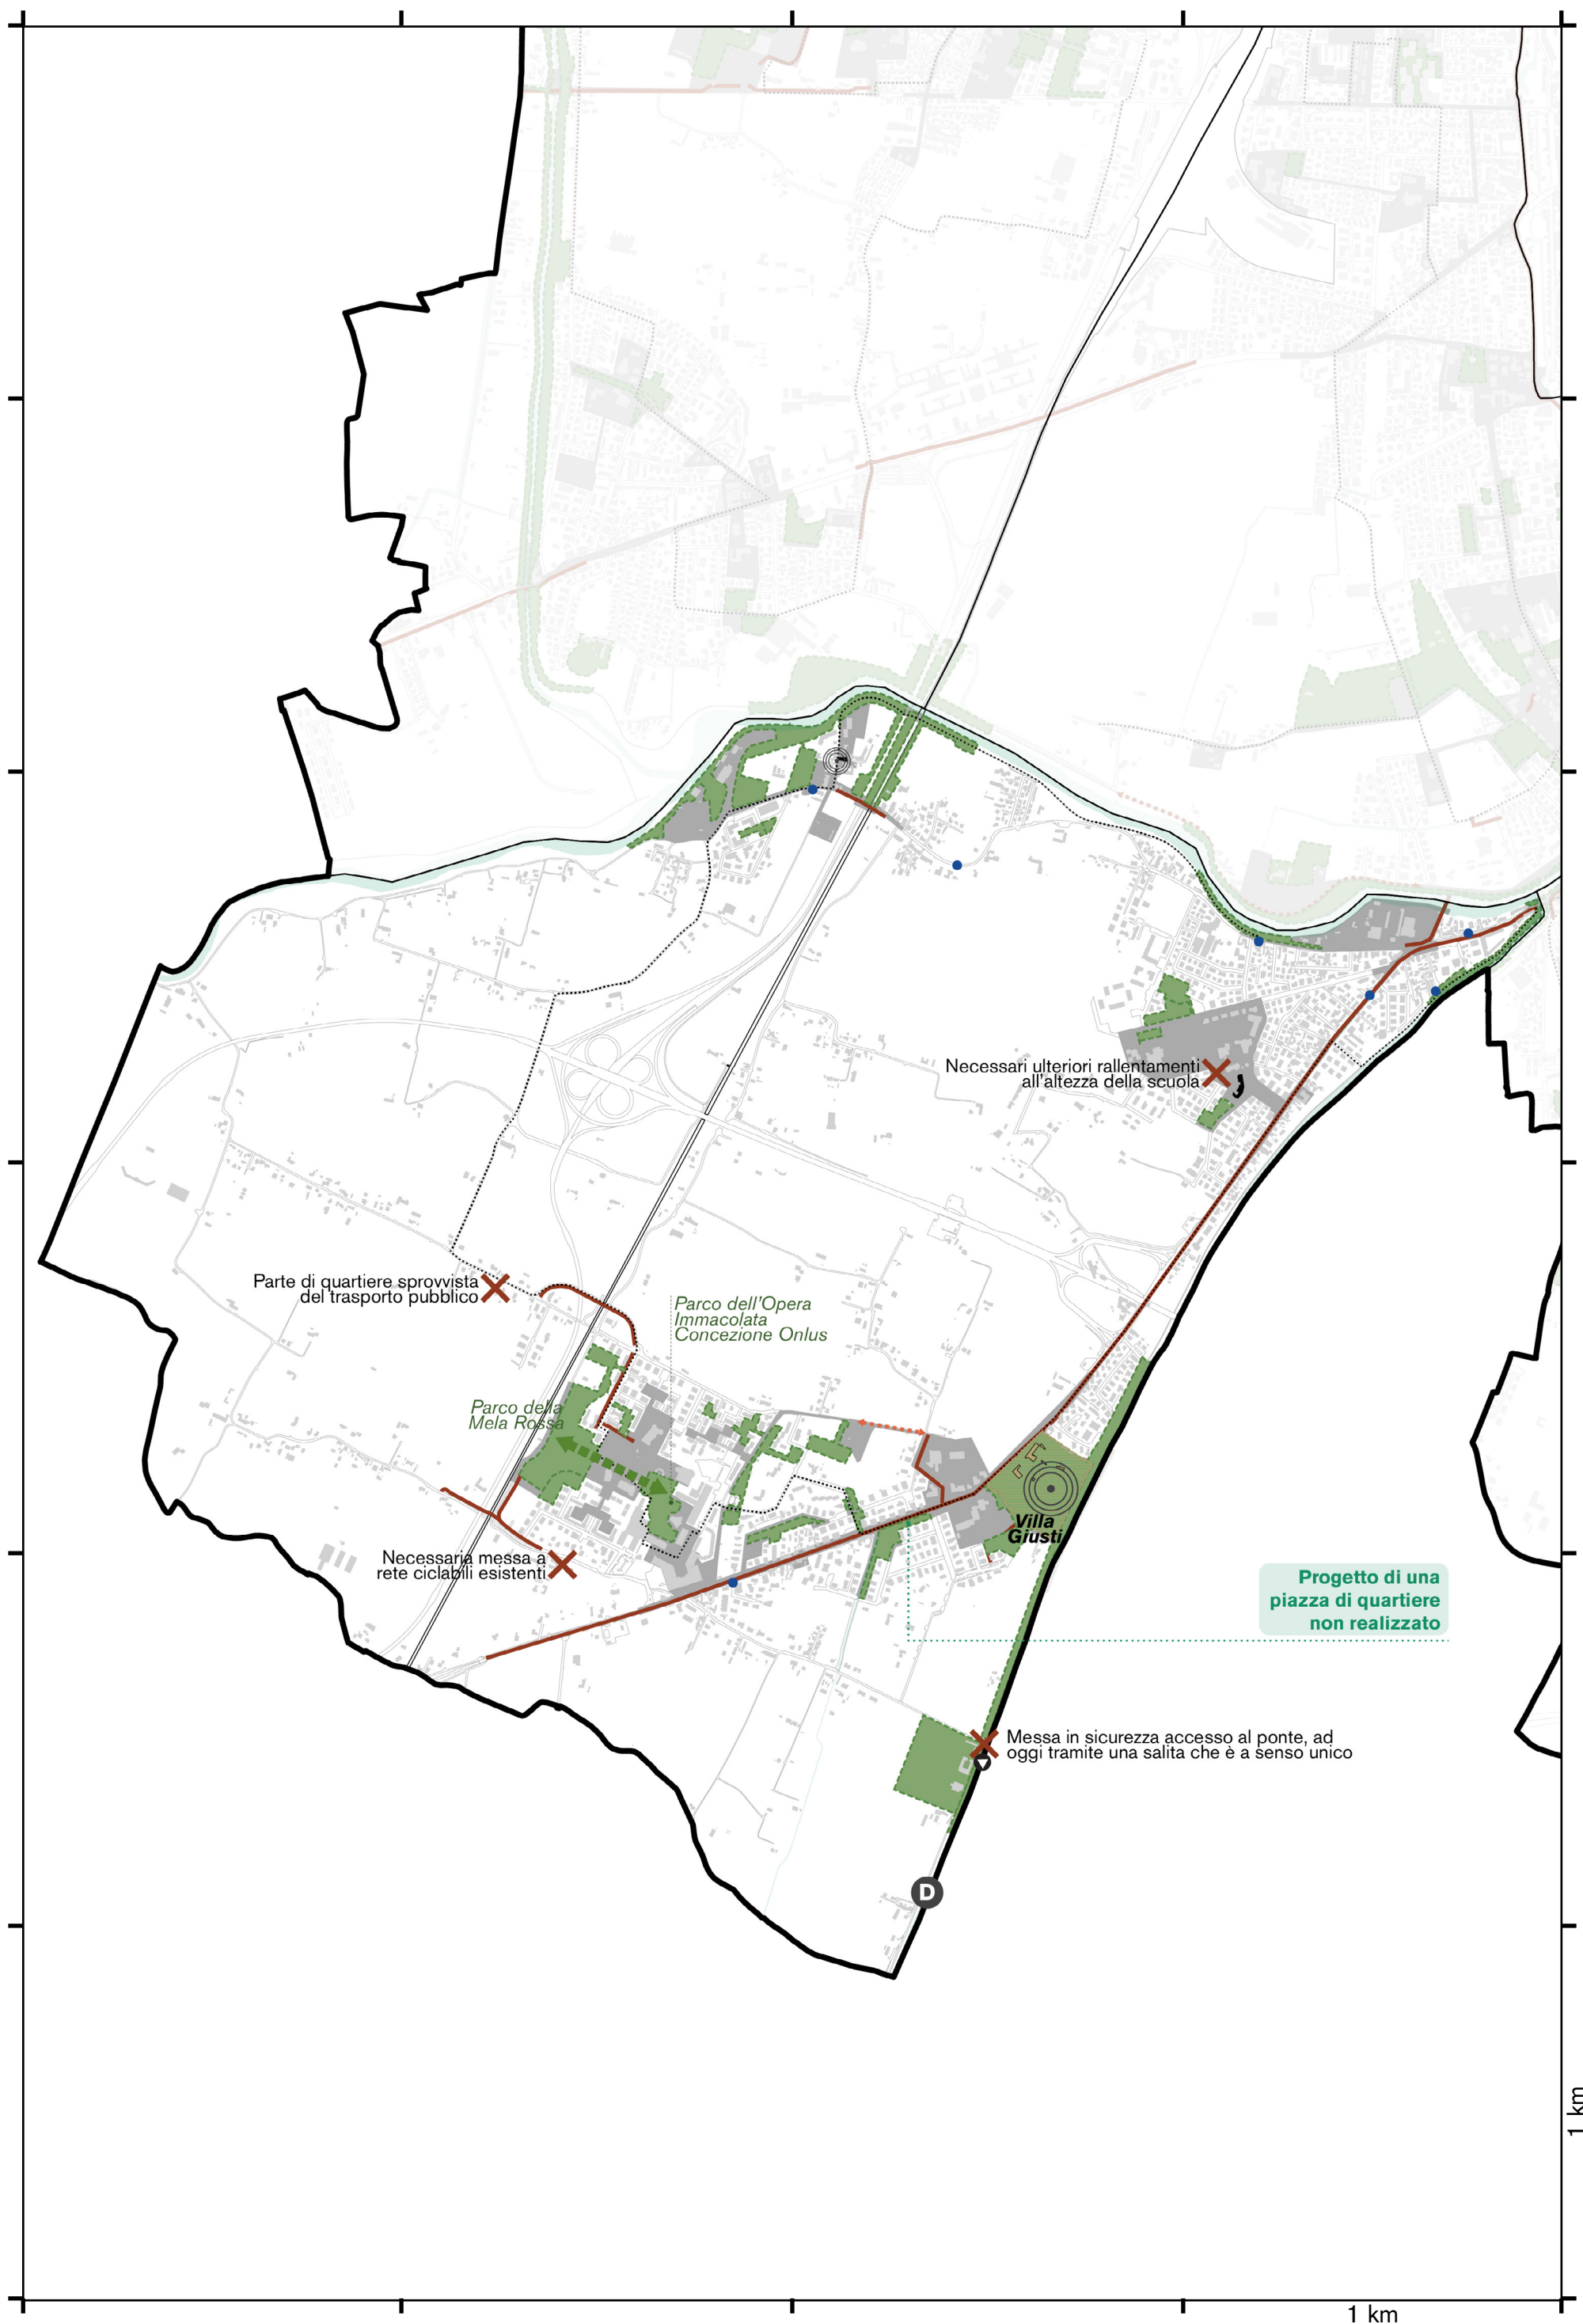 Necessari ulteriori rallentamenti
all'altezza della scuola
Parte di quartiere sprovvista
del trasporto pubblico
Parco dell'Opera
Immacolata
Concezione Onlus
Parco della
Mela Rossa
Villa
Giusti
Necessaria messa a
rete ciclabili esistenti
Progetto di una
piazza di quartiere
non realizzato
Messa in sicurezza accesso al ponte, ad
oggi tramite una salita che è a senso unico
D
1 km
1 km